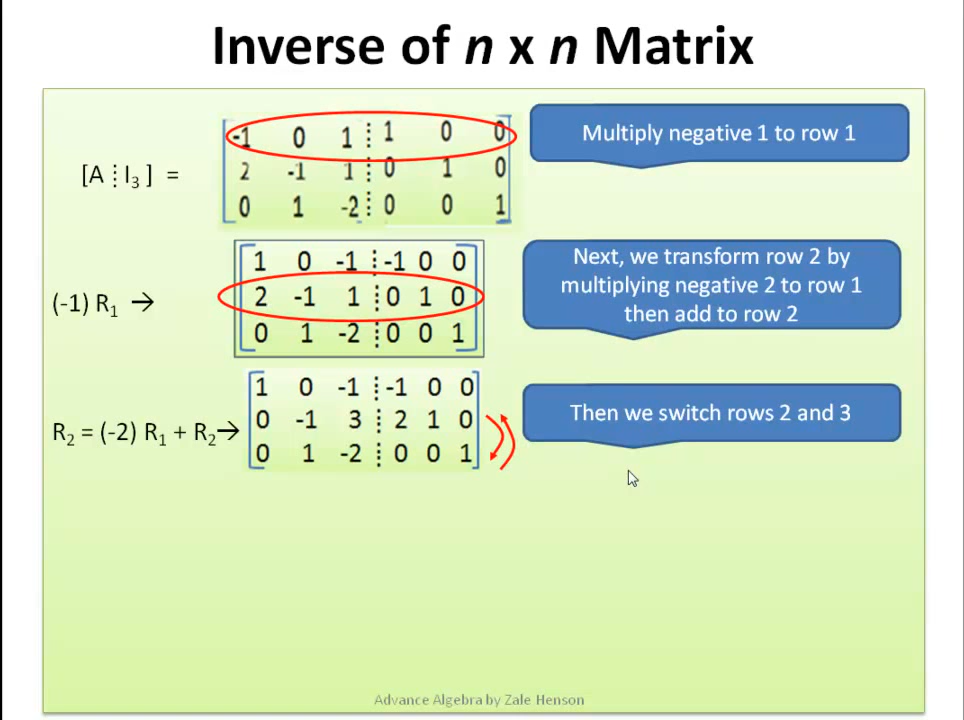 Inverse of n x n Matrix
-1 0 1 ⋮ 1 0 0
Multiply negative 1 to row 1
[A ⋮ I₃ ] = 2 -1 1 ⋮ 0 1 0
0 1 -2 ⋮ 0 0 1
1 0 -1 ⋮ -1 0 0
(-1) R₁ → 2 -1 1 ⋮ 0 1 0
0 1 -2 ⋮ 0 0 1
Next, we transform row 2 by
multiplying negative 2 to row 1
then add to row 2
1 0 -1 ⋮ -1 0 0
R₂ = (-2) R₁ + R₂→ 0 -1 3 ⋮ 2 1 0
0 1 -2 ⋮ 0 0 1
Then we switch rows 2 and 3
Advance Algebra by Zale Henson